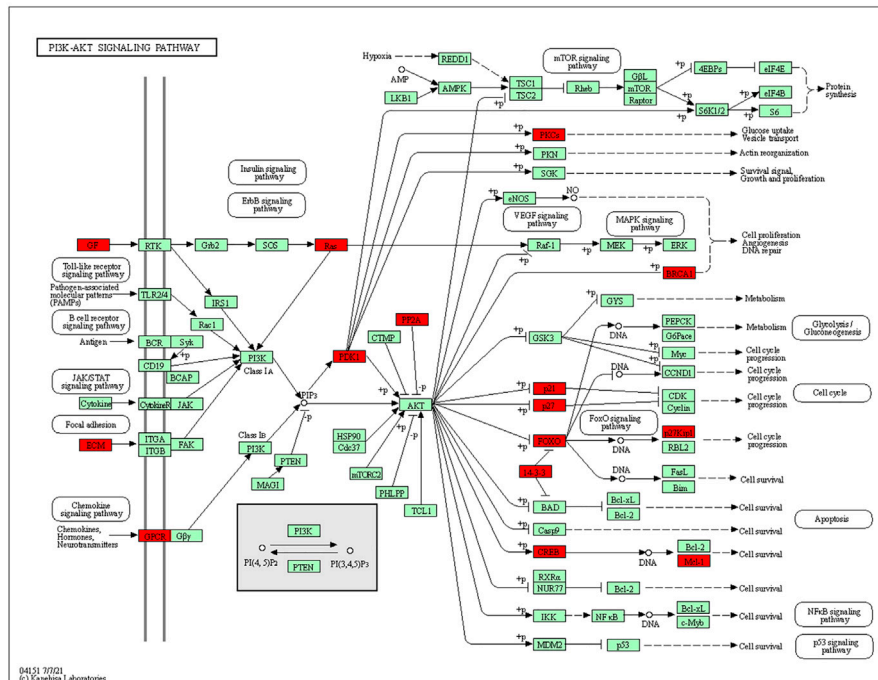 PI3K-AKT SIGNALING PATHWAY
Hypoxia
REDD1
mTOR signaling
pathway
AMP
LKB1
AMPK
TSC1
TSC2
Rheb
GβL
mTOR
Raptor
4EBPs
eIF4E
eIF4B
S6K1/2
S6
Protein
synthesis
+p
+p
+p
+p
+p
+p
PKCs
Glucose uptake
Vesicle transport
PKN
Actin reorganization
SGK
Survival signal,
Growth and proliferation
Insulin signaling
pathway
ErbB signaling
pathway
eNOS
NO
VEGF signaling
pathway
MAPK signaling
pathway
GF
RTK
Grb2
SOS
Ras
Raf-1
MEK
ERK
Cell proliferation
Angiogenesis
DNA repair
BRCA1
Toll-like receptor
signaling pathway
Pathogen-associated
molecular patterns
(PAMPs)
TLR2/4
IRS1
Rac1
B cell receptor
signaling pathway
Antigen
BCR
Syk
CD19
BCAP
+p
PI3K
Class IA
PDK1
PP2A
CTMP
GYS
Metabolism
GSK3
PEPCK
G6Pace
DNA
Metabolism
Glycolysis /
Gluconeogenesis
Myc
Cell cycle
progression
DNA
CCND1
Cell cycle
progression
JAK/STAT
signaling pathway
Cytokine
CytokineR
JAK
PIP3
-p
+p
-p
AKT
p21
p27
CDK
Cyclin
Cell cycle
progression
Cell cycle
Focal adhesion
ECM
ITGA
ITGB
FAK
Class IB
PI3K
PTEN
MAGI
HSP90
Cdc37
mTORC2
PHLPP
TCL1
+p
-p
FoxO signaling
pathway
FOXO
DNA
p27Kip1
RBL2
Cell cycle
progression
14-3-3
DNA
FasL
Bim
Cell survival
BAD
Bcl-xL
Bcl-2
Cell survival
Apoptosis
Casp9
Cell survival
Chemokine
signaling pathway
Chemokines,
Hormones,
Neurotransmitters
GPCR
Gβγ
PI3K
PI(4,5)P2
PI(3,4,5)P3
PTEN
CREB
DNA
Bcl-2
Mcl-1
Cell survival
RXRα
NUR77
Bcl-2
Cell survival
IKK
NFκB
DNA
Bcl-xL
c-Myb
Cell survival
NFκB signaling
pathway
MDM2
p53
Cell survival
p53 signaling
pathway
04151 7/7/21
(c) Kanehisa Laboratories